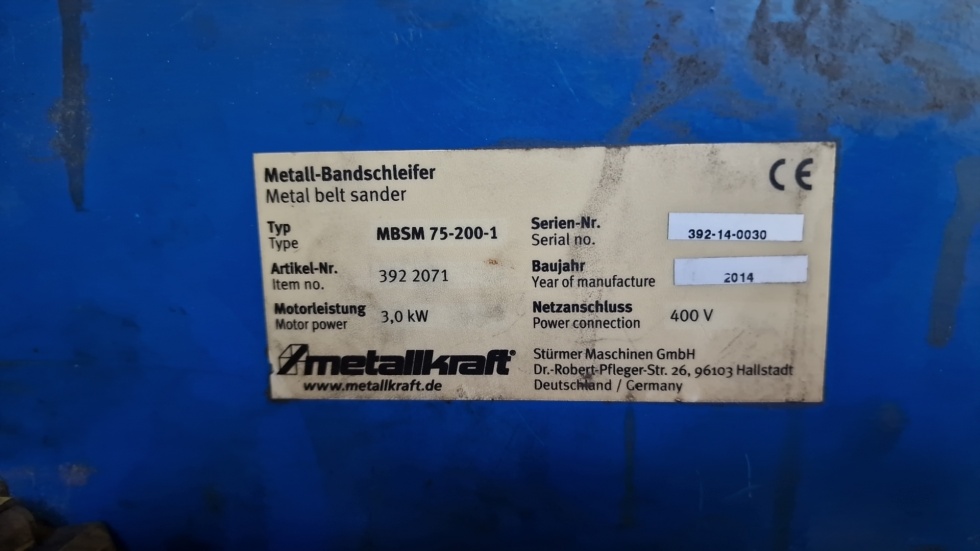 Metall-Bandschleifer
Metal belt sander
CE
Typ
Type
MBSM 75-200-1
Artikel-Nr.
Item no.
392 2071
Motorleistung
Motor power
3,0 kW
Serien-Nr.
Serial no.
392-14-0030
Baujahr
Year of manufacture
2014
Netzanschluss
Power connection
400 V
metallkraft®
www.metallkraft.de
Stürmer Maschinen GmbH
Dr.-Robert-Pfleger-Str. 26, 96103 Hallstadt
Deutschland / Germany